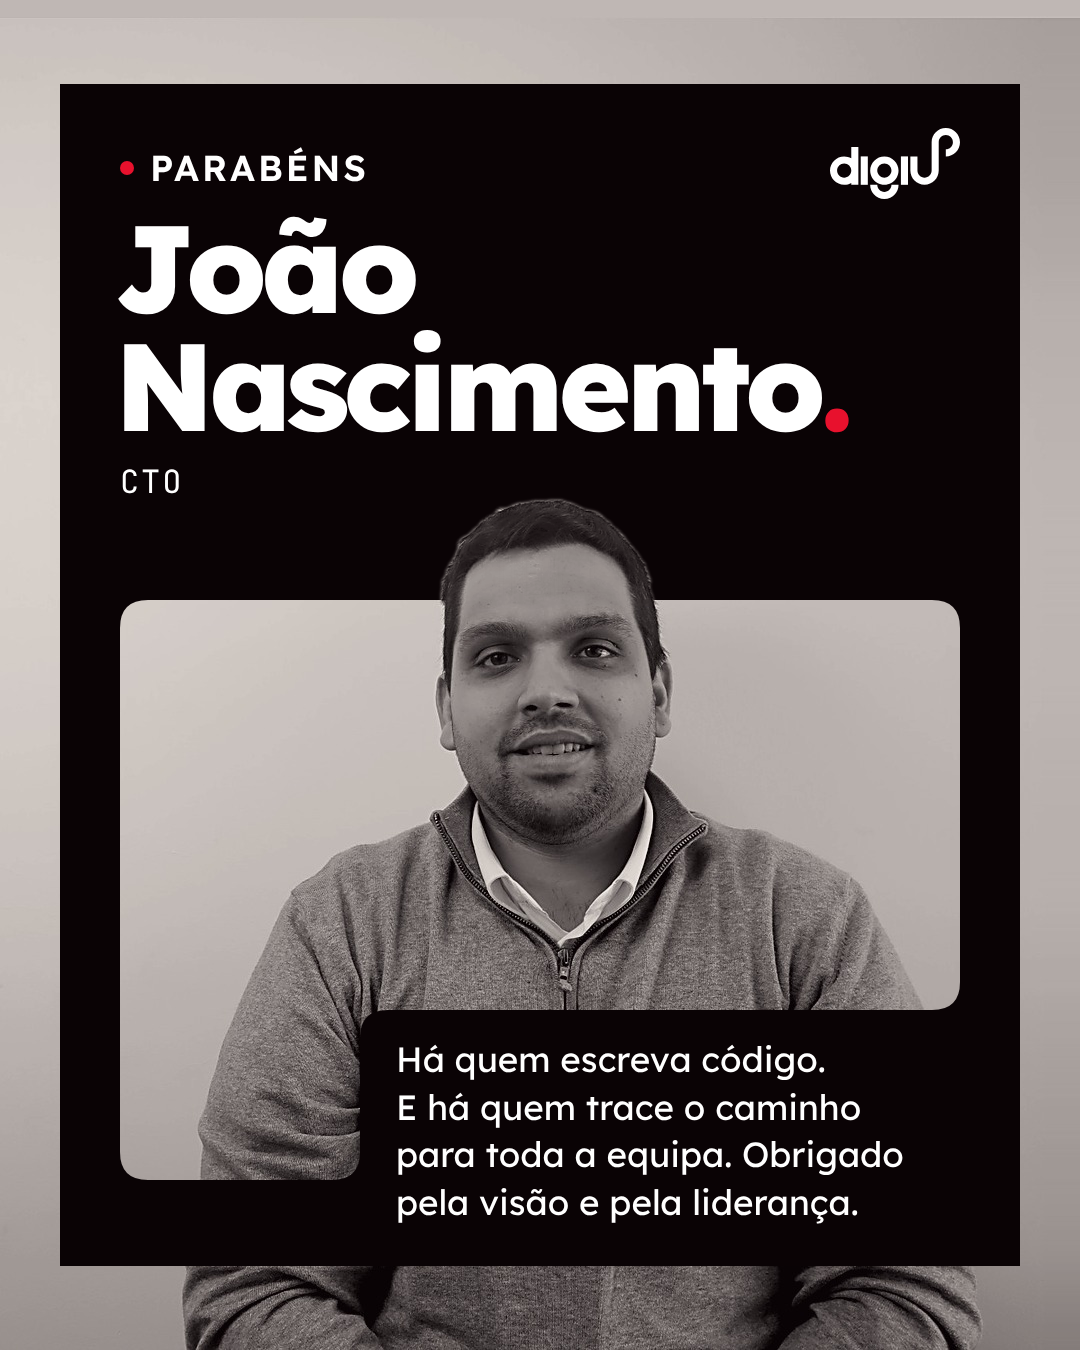 PARABÉNS
digiUP
João
Nascimento.
CTO
Há quem escreva código.
E há quem trace o caminho
para toda a equipa. Obrigado
pela visão e pela liderança.